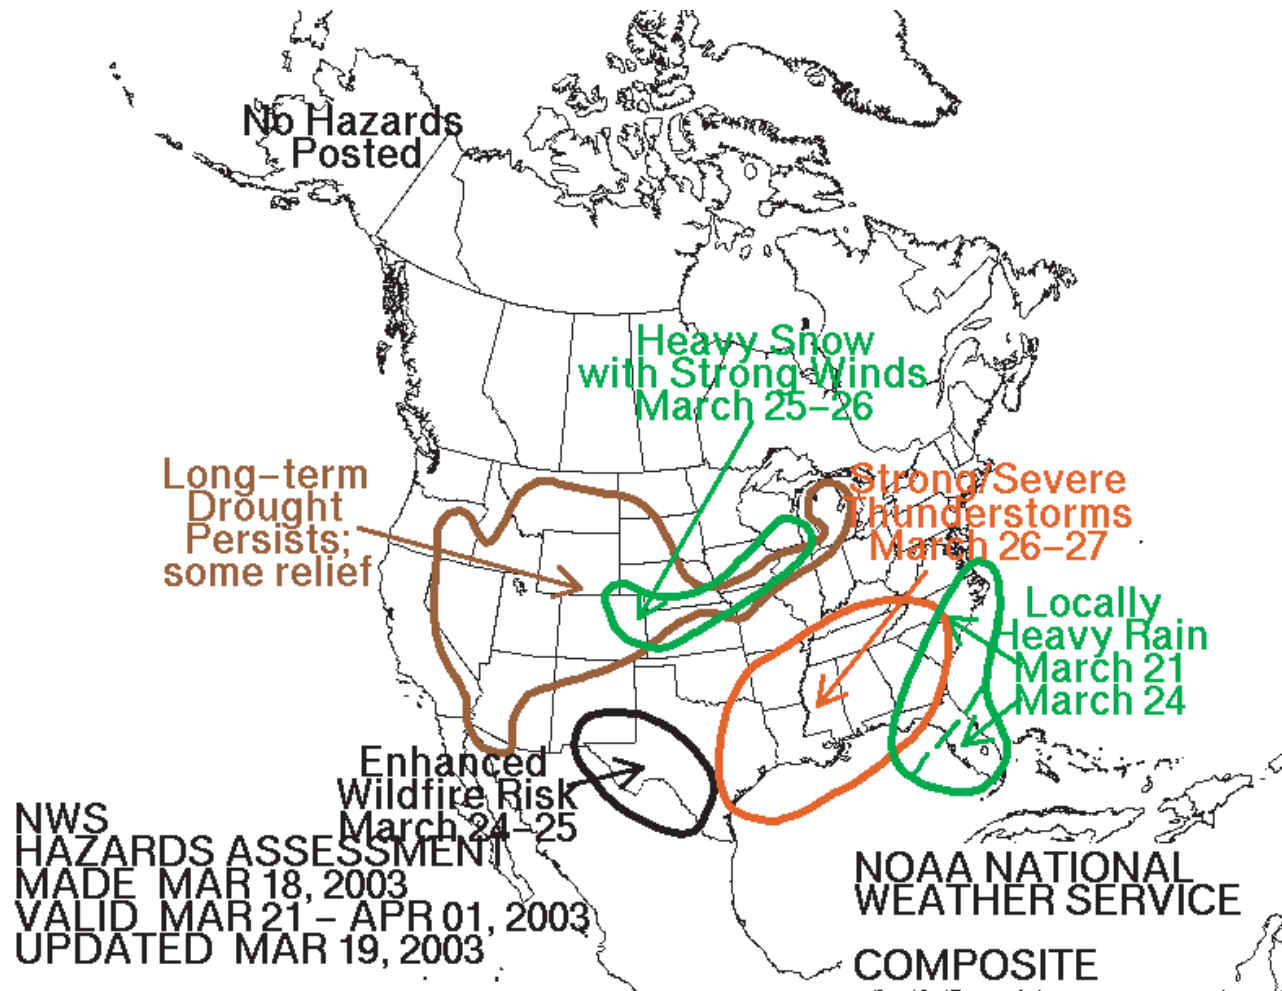 No Hazards
Posted
Heavy Snow
with Strong Winds
March 25-26
Long-term
Drought
Persists;
some relief
Strong/Severe
Thunderstorms
March 26-27
Locally
Heavy Rain
March 21
March 24
Enhanced
Wildfire Risk
March 24-25
NWS
HAZARDS ASSESSMENT
MADE MAR 18, 2003
VALID MAR 21 - APR 01, 2003
UPDATED MAR 19, 2003
NOAA NATIONAL
WEATHER SERVICE
COMPOSITE